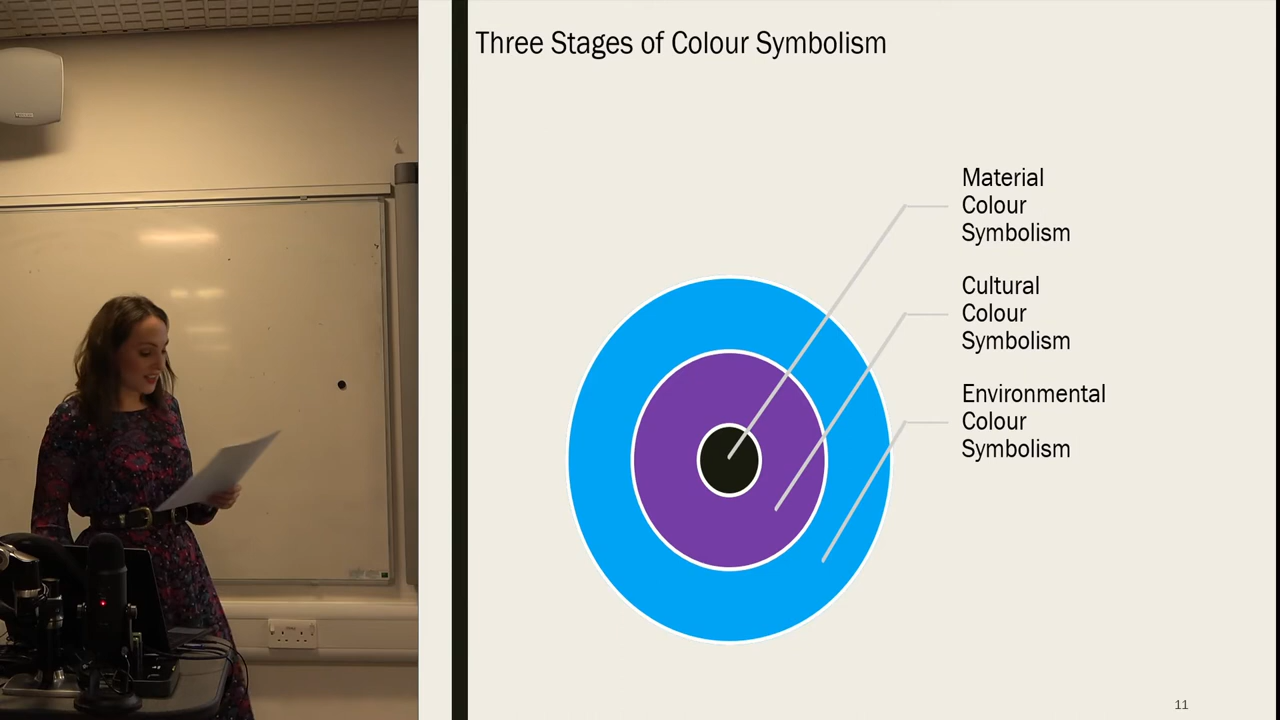 Three Stages of Colour Symbolism
Material
Colour
Symbolism
Cultural
Colour
Symbolism
Environmental
Colour
Symbolism
11